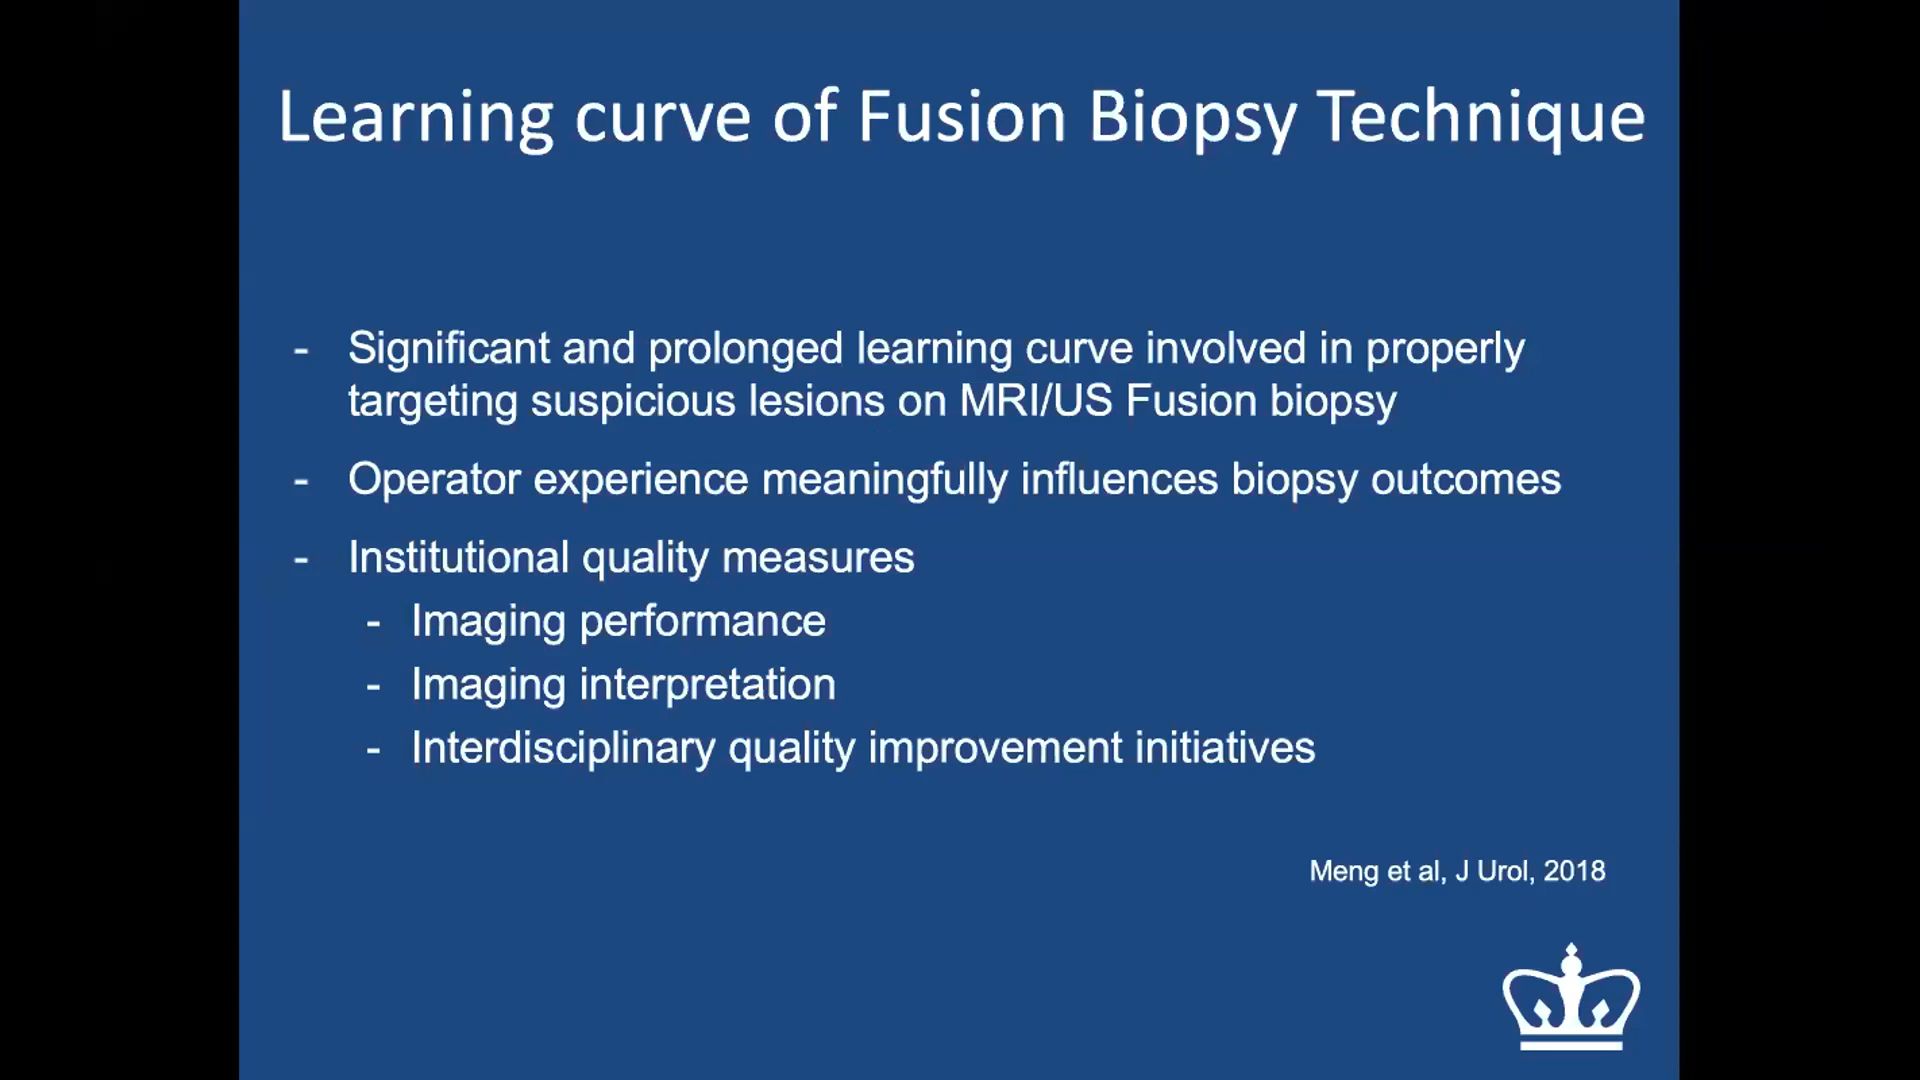 Learning curve of Fusion Biopsy Technique
- Significant and prolonged learning curve involved in properly
targeting suspicious lesions on MRI/US Fusion biopsy
- Operator experience meaningfully influences biopsy outcomes
- Institutional quality measures
- Imaging performance
- Imaging interpretation
- Interdisciplinary quality improvement initiatives
Meng et al, J Urol, 2018